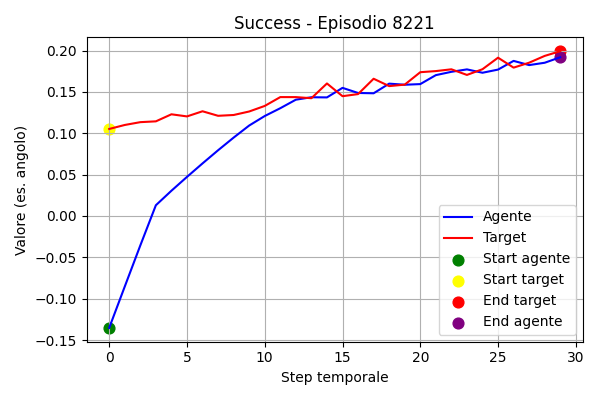 Success - Episodio 8221
Valore (es. angolo)
0.20
0.15
0.10
0.05
0.00
−0.05
−0.10
−0.15
0 5 10 15 20 25 30
Step temporale
Agente
Target
Start agente
Start target
End target
End agente